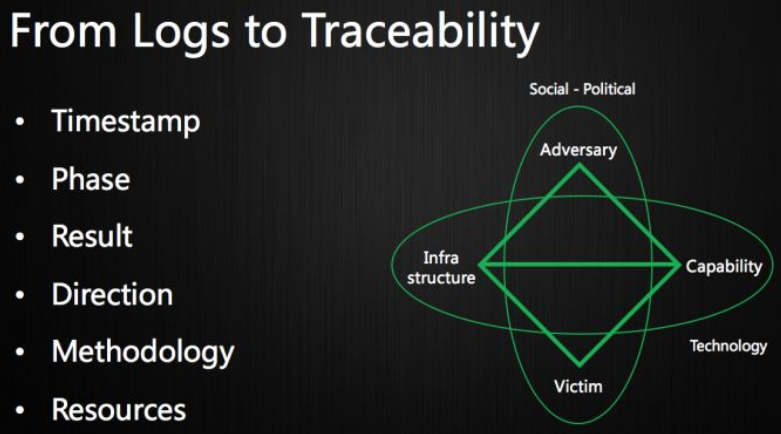 From Logs to Traceability
• Timestamp
• Phase
• Result
• Direction
• Methodology
• Resources
Social - Political
Adversary
Infra
structure
Capability
Technology
Victim